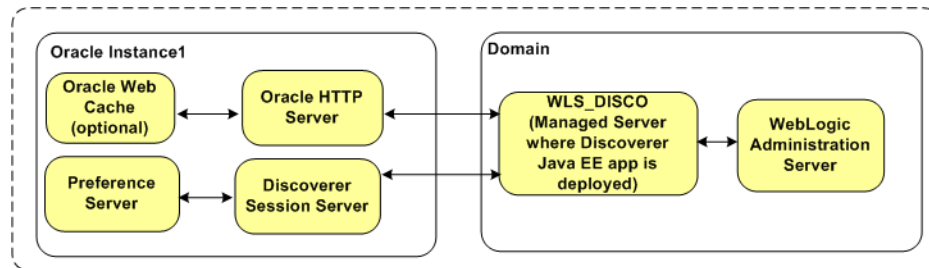 Oracle Instance1
Oracle Web
Cache
(optional)
Oracle HTTP
Server
Preference
Server
Discoverer
Session Server
Domain
WLS_DISCO
(Managed Server
where Discoverer
Java EE app is
deployed)
WebLogic
Administration
Server